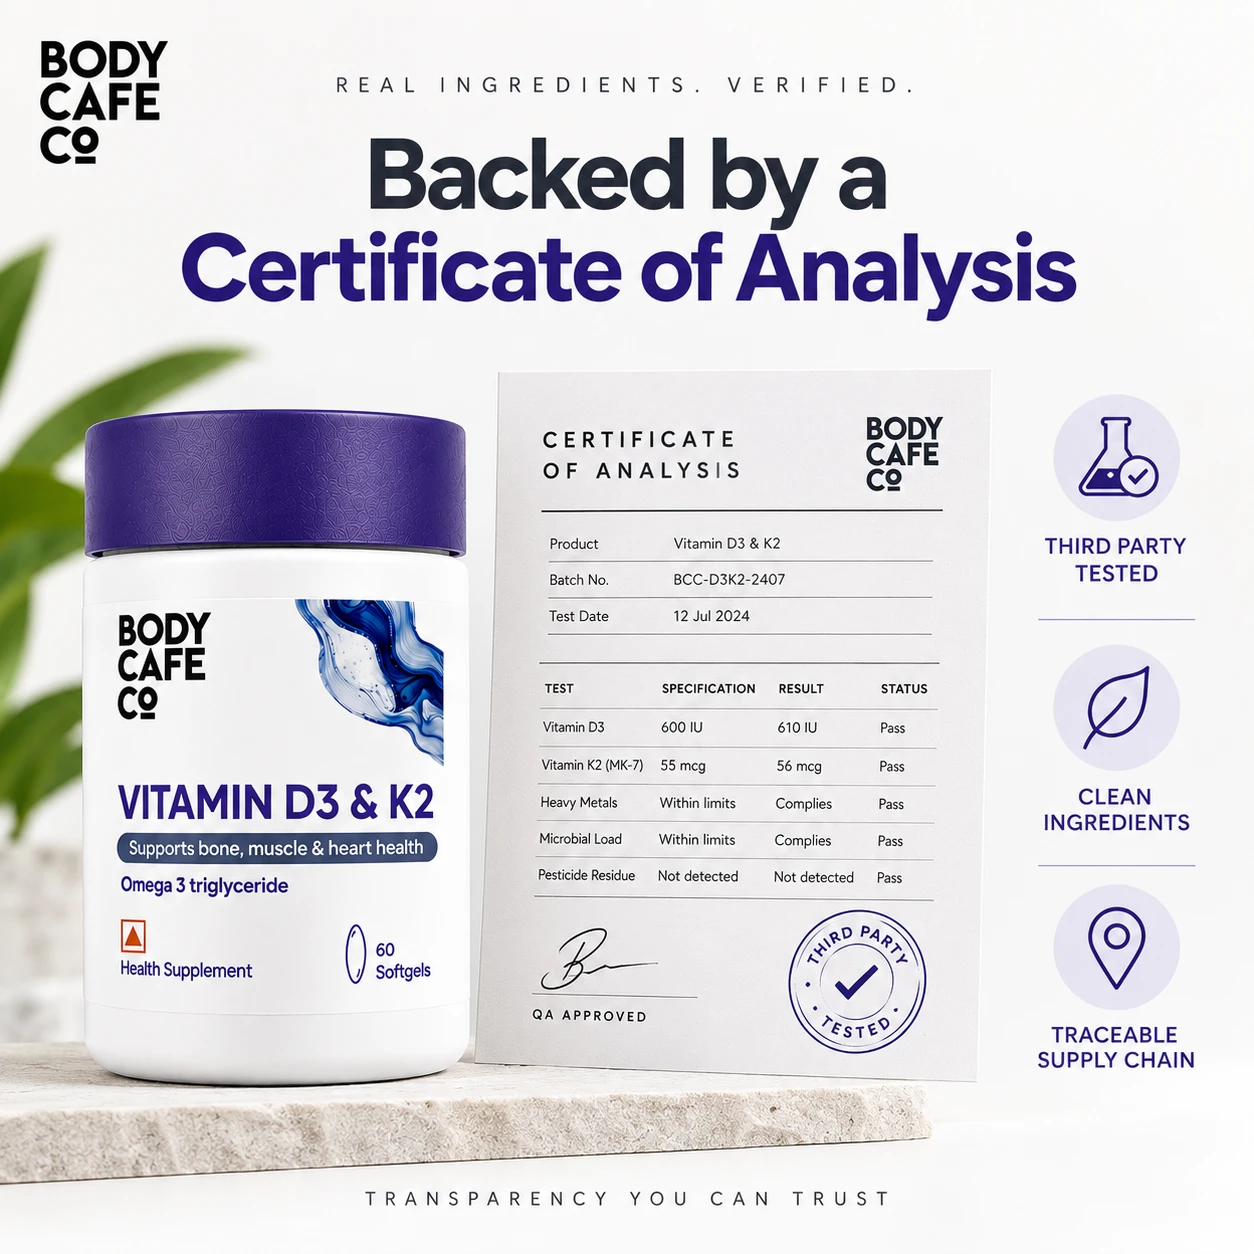 BODY
CAFE
Co
REAL INGREDIENTS. VERIFIED.
Backed by a
Certificate of Analysis
BODY
CAFE
Co
VITAMIN D3 & K2
Supports bone, muscle & heart health
Omega 3 triglyceride
Health Supplement
60
Softgels
CERTIFICATE
OF ANALYSIS
BODY
CAFE
Co
Product Vitamin D3 & K2
Batch No. BCC-D3K2-2407
Test Date 12 Jul 2024
TEST SPECIFICATION RESULT STATUS
Vitamin D3 600 IU 610 IU Pass
Vitamin K2 (MK-7) 55 mcg 56 mcg Pass
Heavy Metals Within limits Complies Pass
Microbial Load Within limits Complies Pass
Pesticide Residue Not detected Not detected Pass
QA APPROVED
THIRD PARTY
TESTED
THIRD PARTY
TESTED
CLEAN
INGREDIENTS
TRACEABLE
SUPPLY CHAIN
TRANSPARENCY YOU CAN TRUST